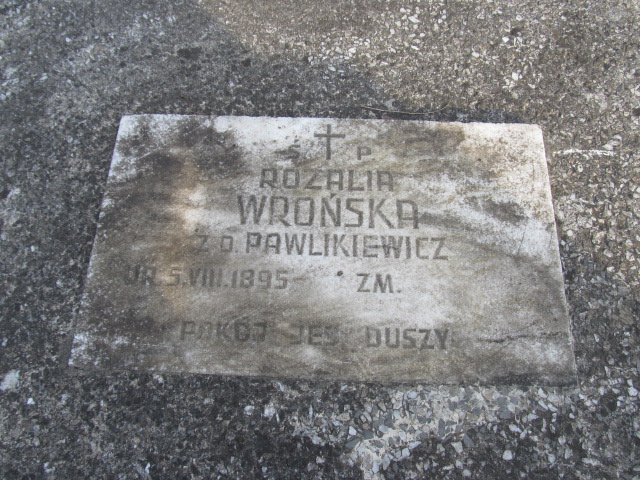 Ś † P
ROZALIA
WROŃSKA
Z D. PAWLIKIEWICZ
UR. 5.VIII.1895 - ZM.
POKÓJ JEJ DUSZY